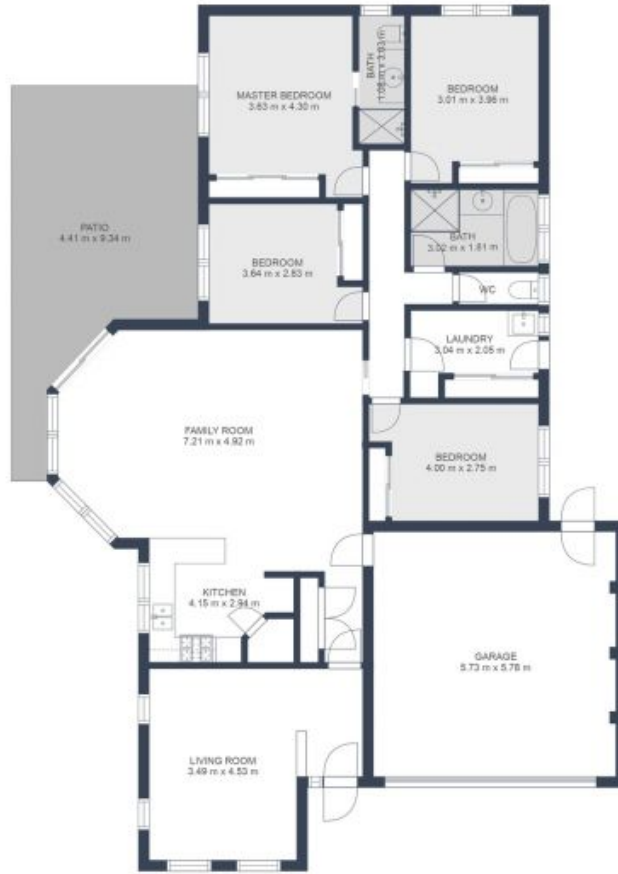 MASTER BEDROOM
3.63 m x 4.30 m
BATH
BEDROOM
3.01 m x 3.96 m
PATIO
4.41 m x 9.34 m
BEDROOM
3.64 m x 2.83 m
BATH
3.02 m x 1.81 m
WC
LAUNDRY
3.04 m x 2.05 m
FAMILY ROOM
7.21 m x 4.92 m
BEDROOM
4.00 m x 2.75 m
KITCHEN
4.15 m x 2.94 m
GARAGE
5.73 m x 5.78 m
LIVING ROOM
3.49 m x 4.53 m